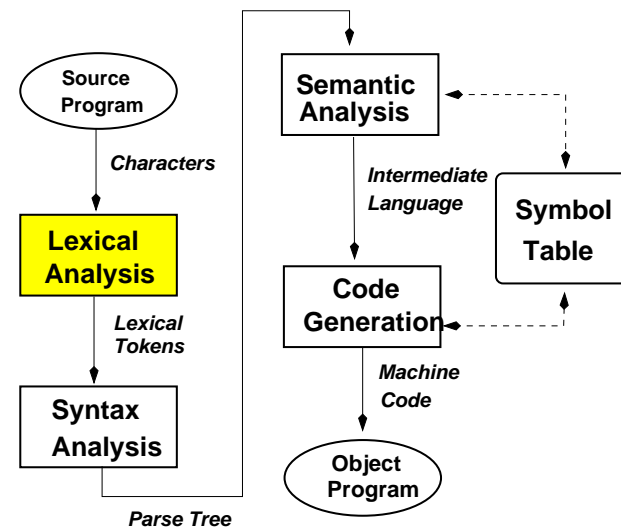 Source
Program
Characters
Lexical
Analysis
Lexical
Tokens
Syntax
Analysis
Parse Tree
Semantic
Analysis
Intermediate
Language
Symbol
Table
Code
Generation
Machine
Code
Object
Program